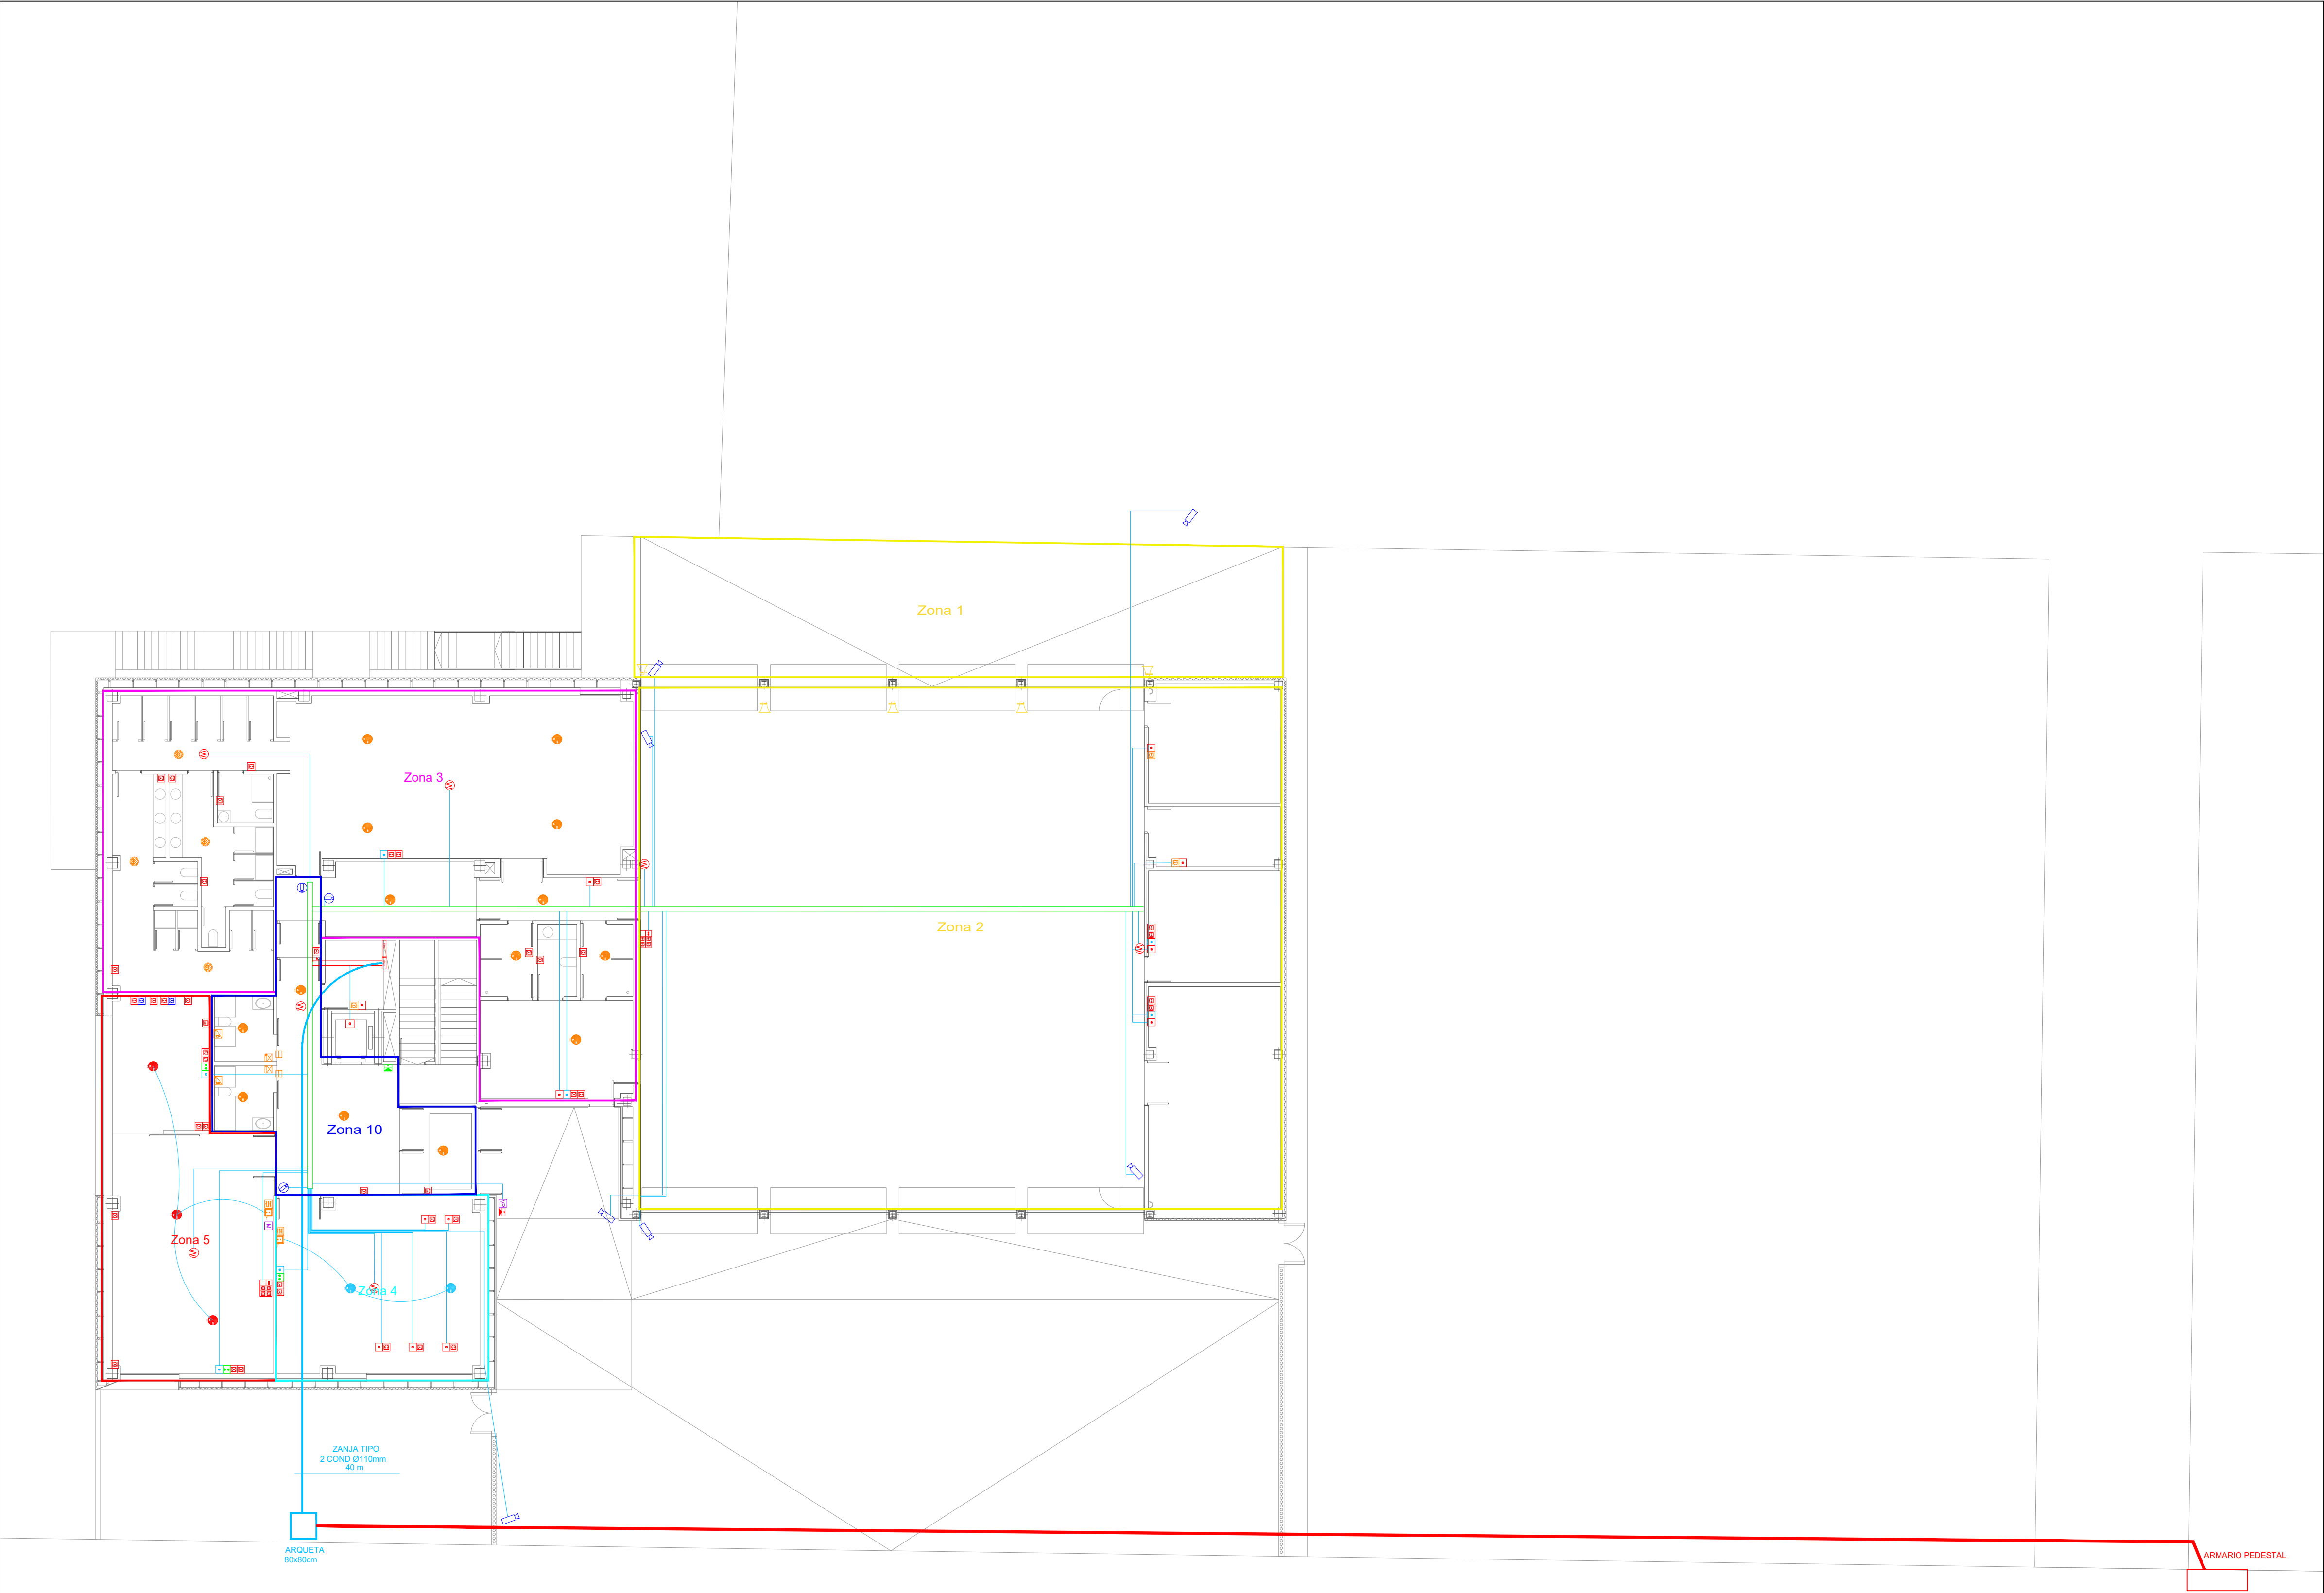 Zona 1
Zona 3
Zona 2
Zona 10
Zona 5
Zona 4
ZANJA TIPO
2 COND Ø110mm
40 m
ARQUETA
80x80cm
ARMARIO PEDESTAL